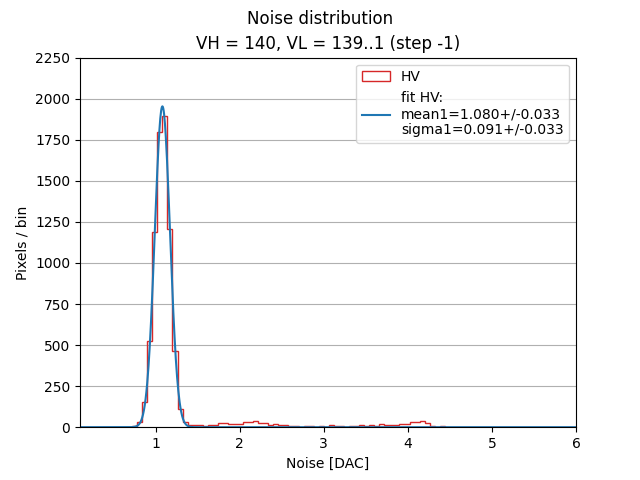 Noise distribution
VH = 140, VL = 139..1 (step -1)
2250
2000
1750
1500
1250
1000
750
500
250
0
Pixels / bin
HV
fit HV:
mean1=1.080+/-0.033
sigma1=0.091+/-0.033
1 2 3 4 5 6
Noise [DAC]